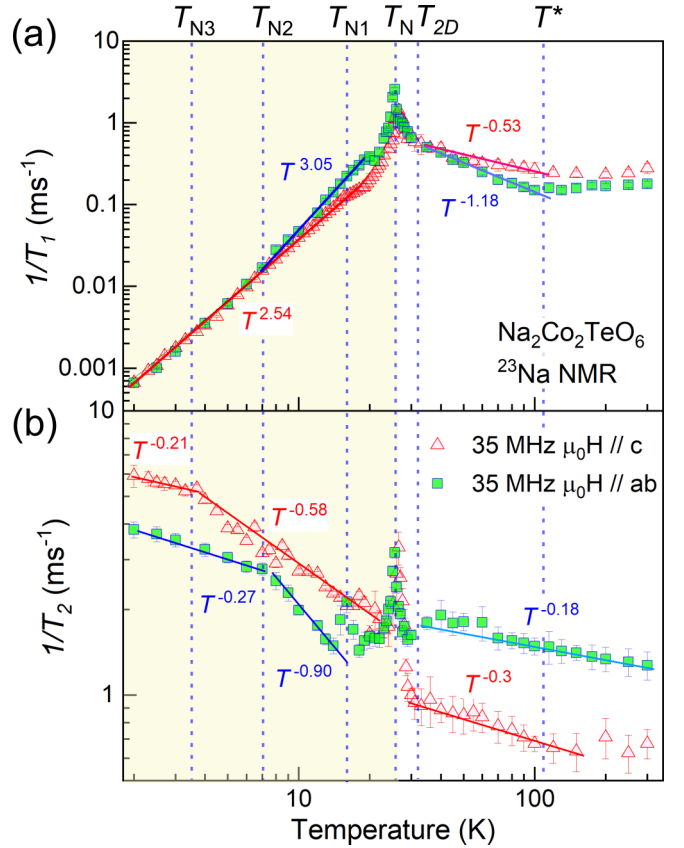 (a)
T_N3 T_N2 T_N1 T_N T_2D T*
10
1
0.1
0.01
0.001
1/T_1 (ms^-1)
T^3.05
T^2.54
T^-0.53
T^-1.18
Na_2Co_2TeO_6
^23Na NMR
(b)
10
1
1/T_2 (ms^-1)
T^-0.21
T^-0.58
T^-0.27
T^-0.90
35 MHz μ_0H // c
35 MHz μ_0H // ab
T^-0.18
T^-0.3
10 100
Temperature (K)